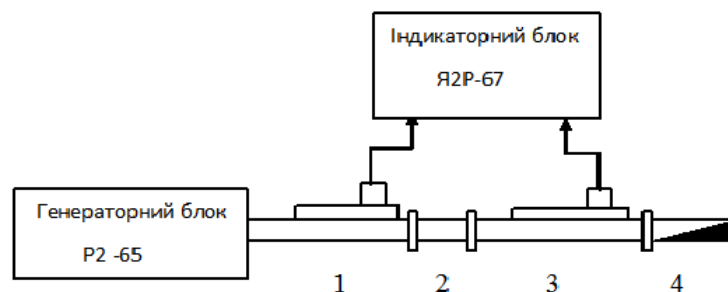 Індикаторний блок
Я2Р-67
Генераторний блок
Р2 -65
1 2 3 4